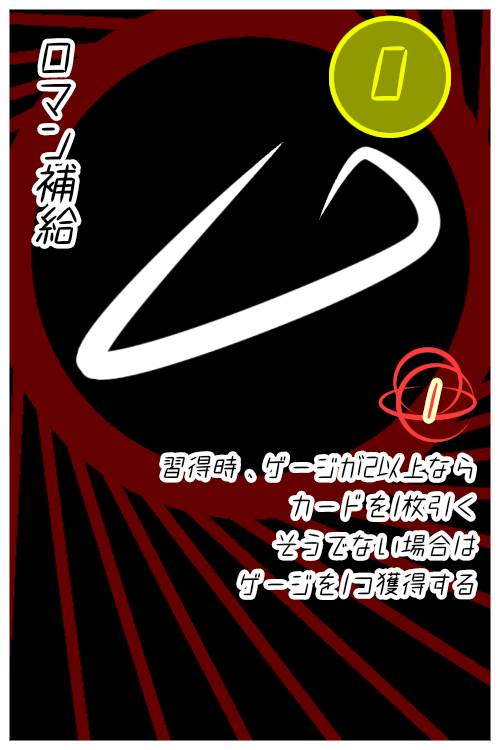 ロマン補給
0
1
習得時、ゲージが2以上なら
カードを1枚引く
そうでない場合は
ゲージを1つ獲得する